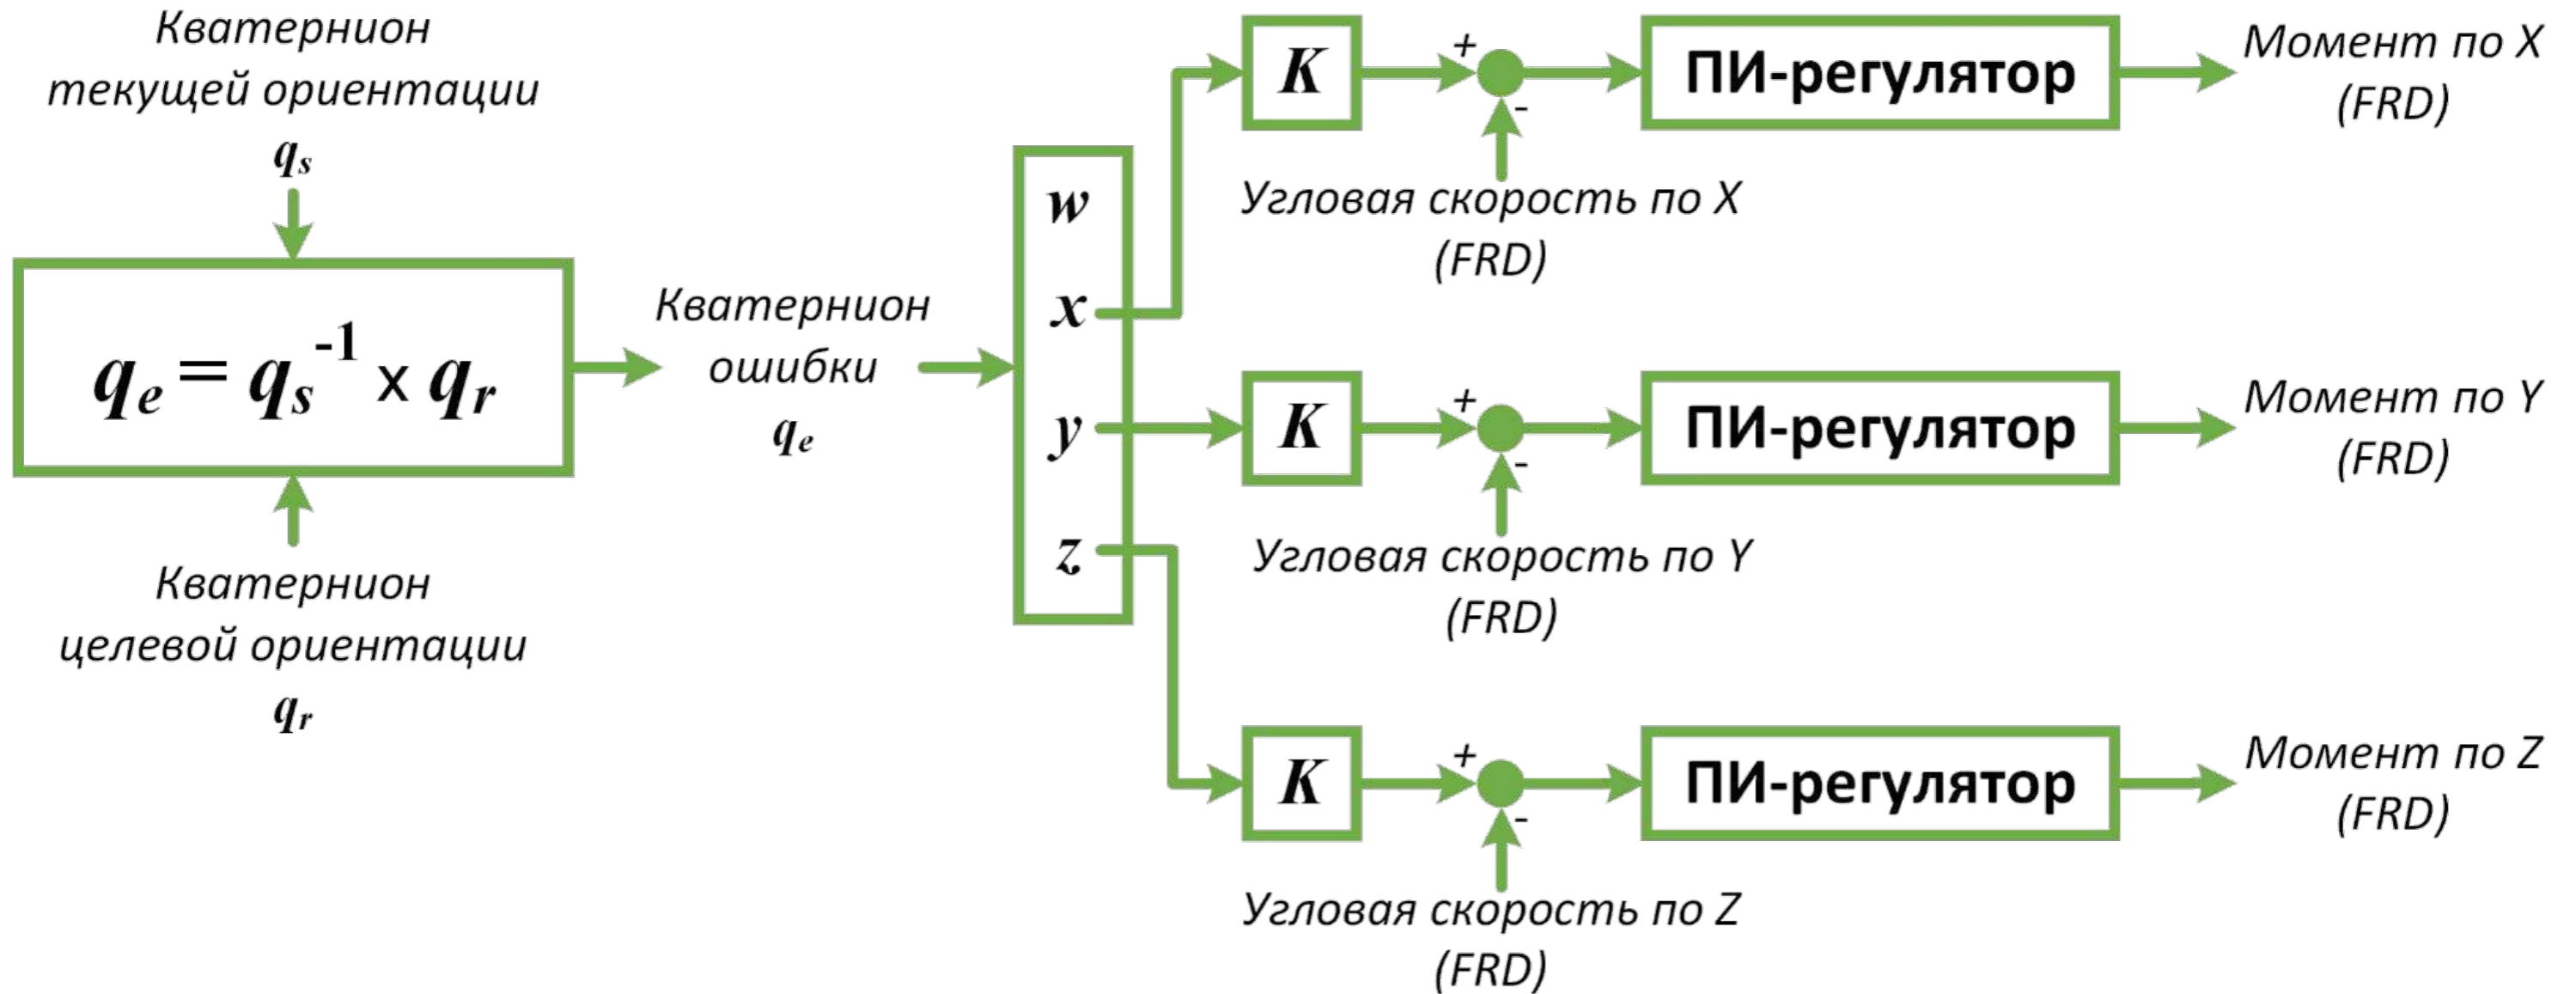 Кватернион
текущей ориентации
qs
qe = qs-1 x qr
Кватернион
целевой ориентации
qr
Кватернион
ошибки
qe
w
x
y
z
K
+
-
ПИ-регулятор
Момент по X
(FRD)
Угловая скорость по X
(FRD)
K
+
-
ПИ-регулятор
Момент по Y
(FRD)
Угловая скорость по Y
(FRD)
K
+
-
ПИ-регулятор
Момент по Z
(FRD)
Угловая скорость по Z
(FRD)